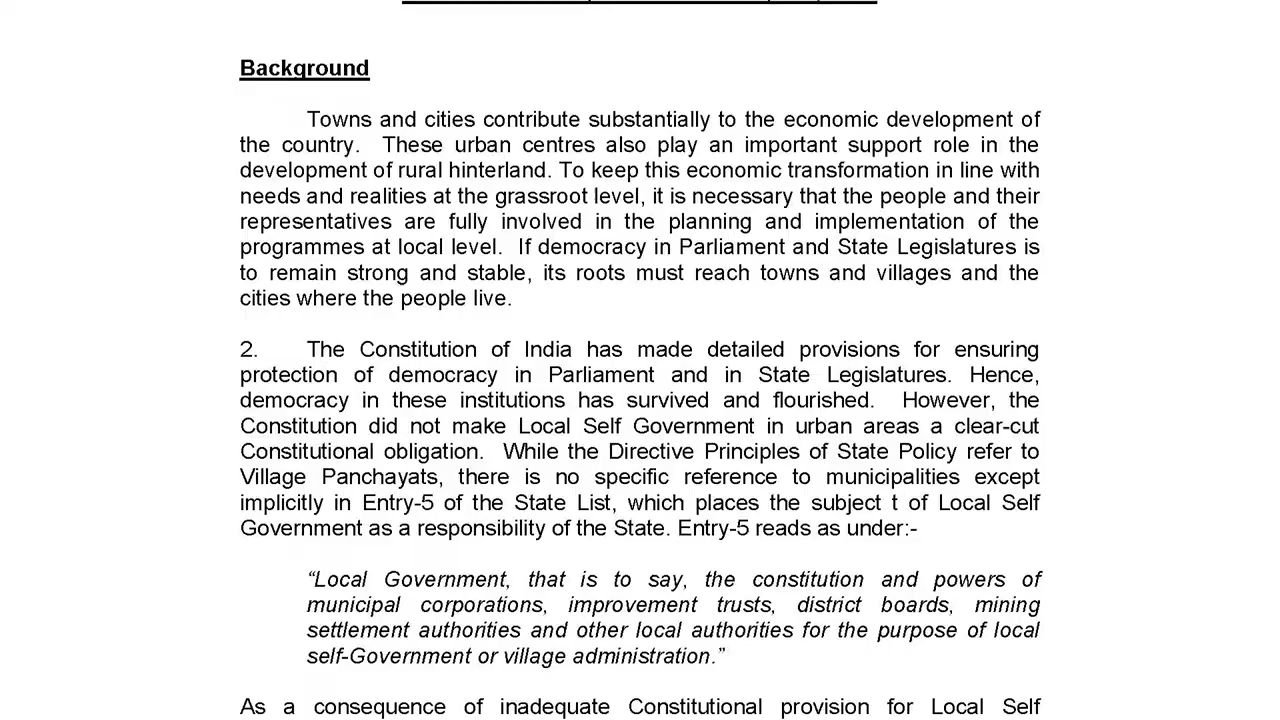 Background
Towns and cities contribute substantially to the economic development of
the country. These urban centres also play an important support role in the
development of rural hinterland. To keep this economic transformation in line with
needs and realities at the grassroot level, it is necessary that the people and their
representatives are fully involved in the planning and implementation of the
programmes at local level. If democracy in Parliament and State Legislatures is
to remain strong and stable, its roots must reach towns and villages and the
cities where the people live.
2. The Constitution of India has made detailed provisions for ensuring
protection of democracy in Parliament and in State Legislatures. Hence,
democracy in these institutions has survived and flourished. However, the
Constitution did not make Local Self Government in urban areas a clear-cut
Constitutional obligation. While the Directive Principles of State Policy refer to
Village Panchayats, there is no specific reference to municipalities except
implicitly in Entry-5 of the State List, which places the subject t of Local Self
Government as a responsibility of the State. Entry-5 reads as under:-
“Local Government, that is to say, the constitution and powers of
municipal corporations, improvement trusts, district boards, mining
settlement authorities and other local authorities for the purpose of local
self-Government or village administration.”
As a consequence of inadequate Constitutional provision for Local Self